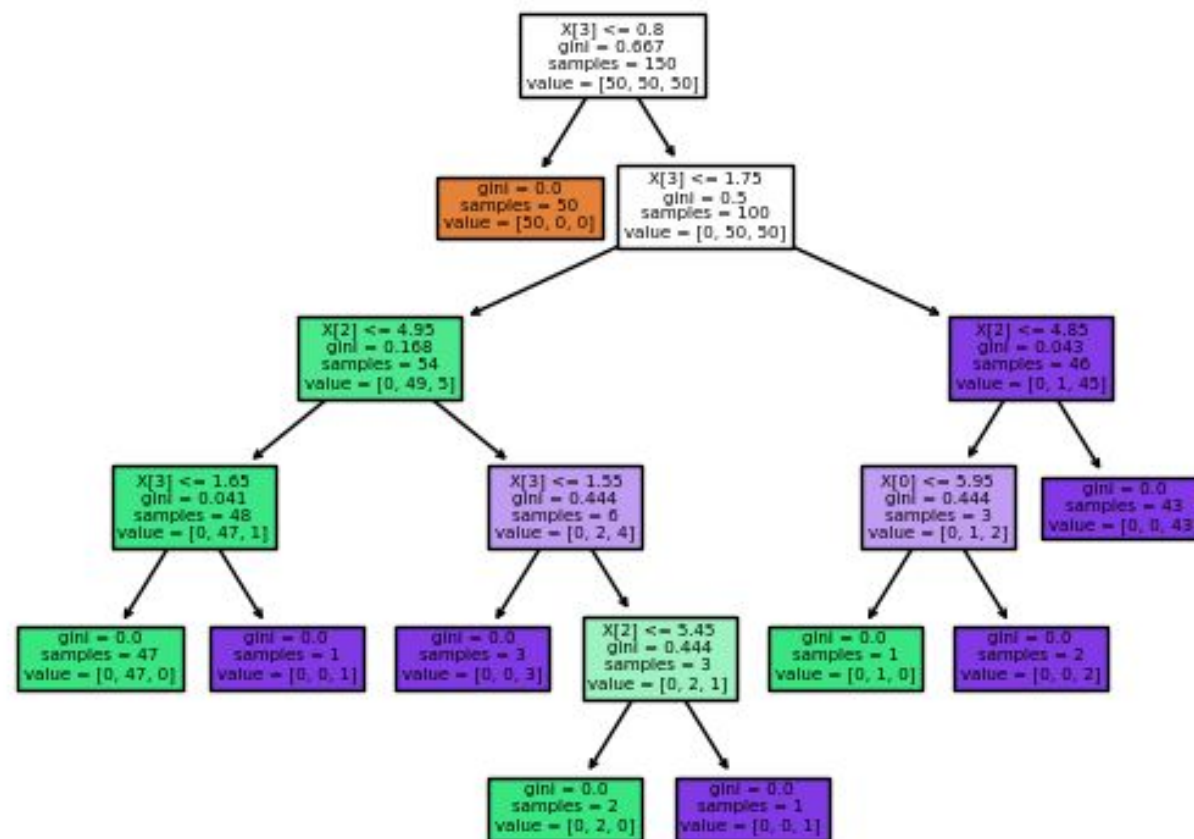 X[3] <= 0.8
gini = 0.667
samples = 150
value = [50, 50, 50]
gini = 0.0
samples = 50
value = [50, 0, 0]
X[3] <= 1.75
gini = 0.5
samples = 100
value = [0, 50, 50]
X[2] <= 4.95
gini = 0.168
samples = 54
value = [0, 49, 5]
X[2] <= 4.85
gini = 0.043
samples = 46
value = [0, 1, 45]
X[3] <= 1.65
gini = 0.041
samples = 48
value = [0, 47, 1]
X[3] <= 1.55
gini = 0.444
samples = 6
value = [0, 2, 4]
X[0] <= 5.95
gini = 0.444
samples = 3
value = [0, 1, 2]
gini = 0.0
samples = 43
value = [0, 0, 43]
gini = 0.0
samples = 47
value = [0, 47, 0]
gini = 0.0
samples = 1
value = [0, 0, 1]
gini = 0.0
samples = 3
value = [0, 0, 3]
X[2] <= 5.45
gini = 0.444
samples = 3
value = [0, 2, 1]
gini = 0.0
samples = 1
value = [0, 1, 0]
gini = 0.0
samples = 2
value = [0, 0, 2]
gini = 0.0
samples = 2
value = [0, 2, 0]
gini = 0.0
samples = 1
value = [0, 0, 1]